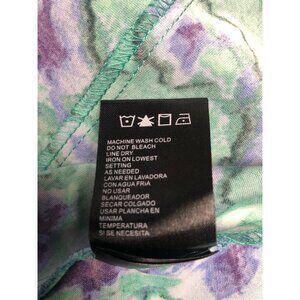 MACHINE WASH COLD
DO NOT BLEACH
LINE DRY
IRON ON LOWEST
SETTING
AS NEEDED
LAVAR EN LAVADORA
CON AGUA FRíA
NO USAR
BLANQUEADOR
SECAR COLGADO
USAR PLANCHA EN
MINIMA
TEMPERATURA
SI SE NECESITA